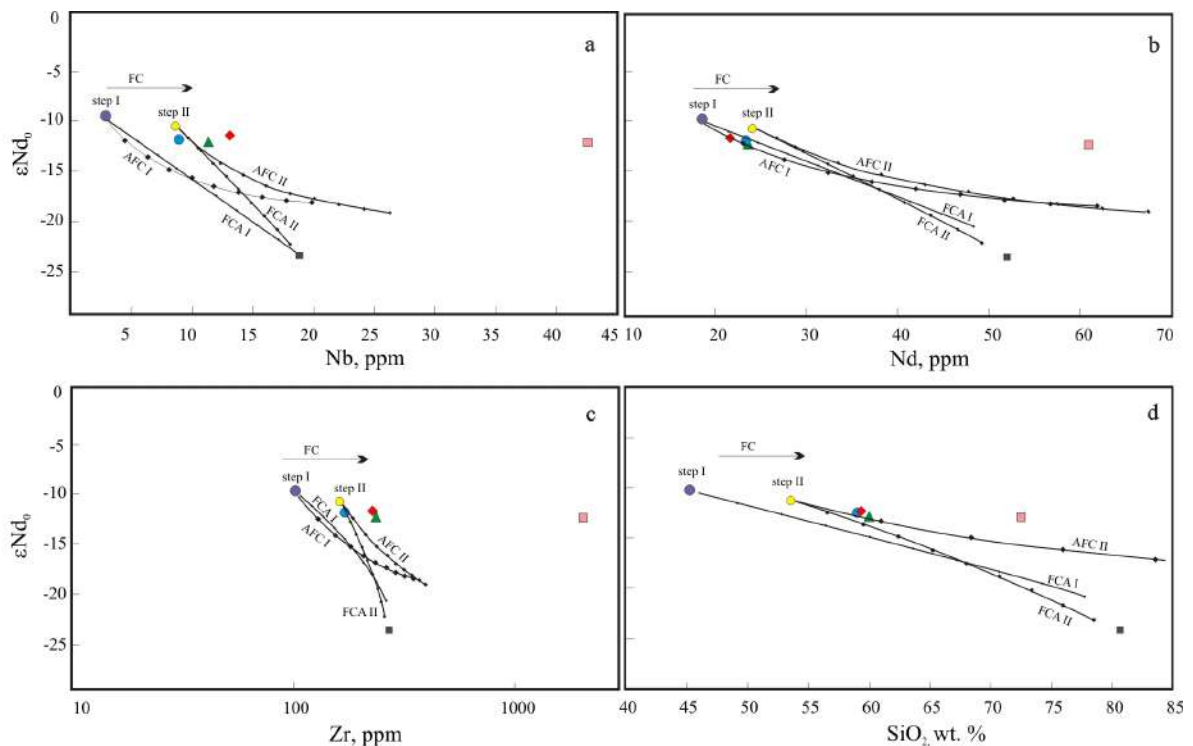 0
a
-5
FC
step I
step II
-10
εNd₀
AFC I
AFC II
-15
FCA I
FCA II
-20
-25
5 10 15 20 25 30 35 40 45
Nb, ppm
b
FC
step I
step II
AFC I
AFC II
FCA I
FCA II
10 20 30 40 50 60 70
Nd, ppm
0
c
-5
FC
step I
step II
-10
εNd₀
FCA I
AFC I
AFC II
-15
FCA II
-20
-25
10 100 1000
Zr, ppm
d
FC
step I
step II
AFC II
FCA I
FCA II
40 45 50 55 60 65 70 75 80 85
SiO₂, wt. %